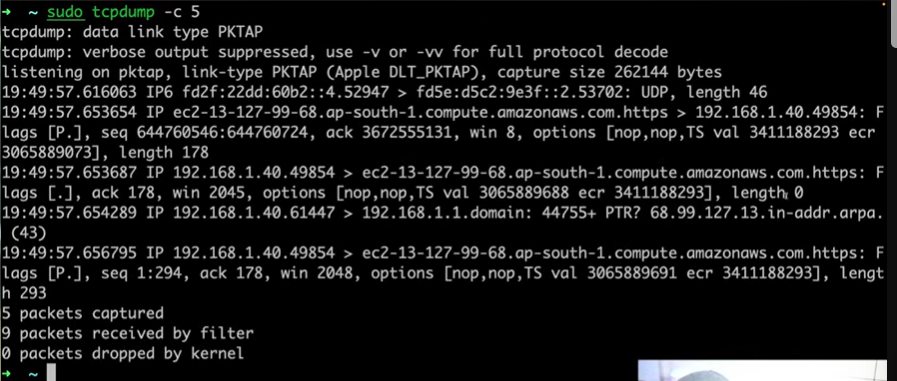 ➜  ~ sudo tcpdump -c 5
tcpdump: data link type PKTAP
tcpdump: verbose output suppressed, use -v or -vv for full protocol decode
listening on pktap, link-type PKTAP (Apple DLT_PKTAP), capture size 262144 bytes
19:49:57.616063 IP6 fd2f:22dd:60b2::4.52947 > fd5e:d5c2:9e3f::2.53702: UDP, length 46
19:49:57.653654 IP ec2-13-127-99-68.ap-south-1.compute.amazonaws.com.https > 192.168.1.40.49854: F
lags [P.], seq 644760546:644760724, ack 3672555131, win 8, options [nop,nop,TS val 3411188293 ecr
3065889073], length 178
19:49:57.653687 IP 192.168.1.40.49854 > ec2-13-127-99-68.ap-south-1.compute.amazonaws.com.https: F
lags [.], ack 178, win 2045, options [nop,nop,TS val 3065889688 ecr 3411188293], length 0
19:49:57.654289 IP 192.168.1.40.61447 > 192.168.1.1.domain: 44755+ PTR? 68.99.127.13.in-addr.arpa.
(43)
19:49:57.656795 IP 192.168.1.40.49854 > ec2-13-127-99-68.ap-south-1.compute.amazonaws.com.https: F
lags [P.], seq 1:294, ack 178, win 2048, options [nop,nop,TS val 3065889691 ecr 3411188293], lengt
h 293
5 packets captured
9 packets received by filter
0 packets dropped by kernel
➜  ~